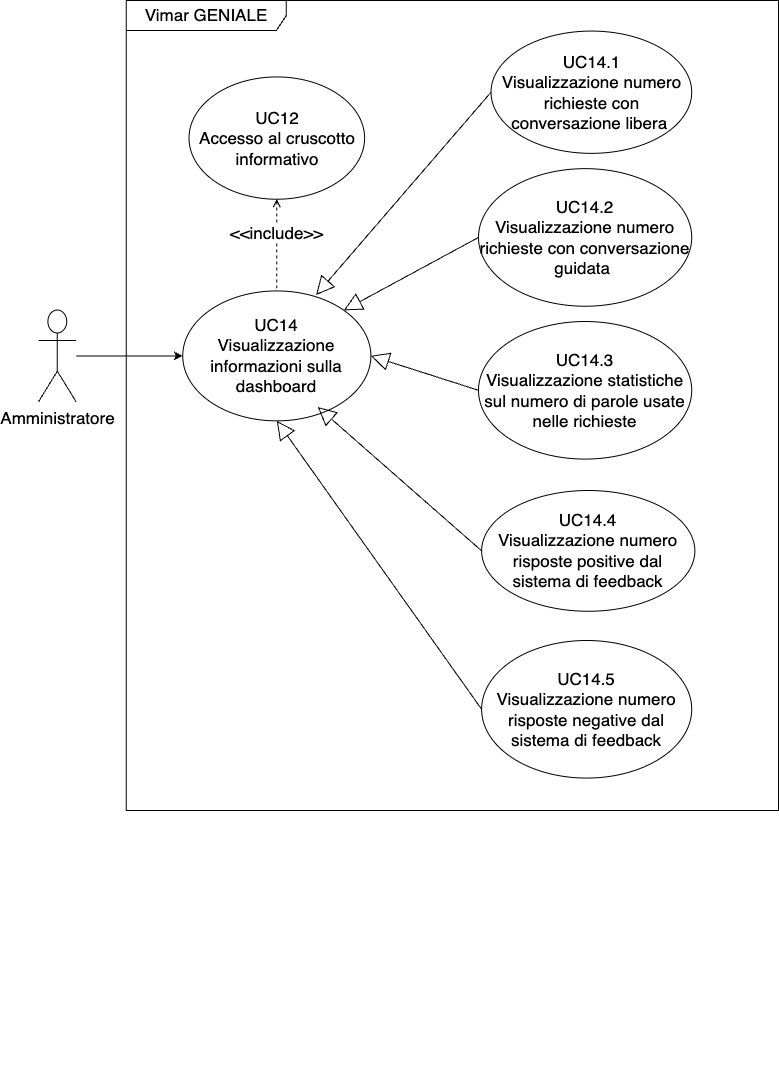 Vimar GENIALE
UC12
Accesso al cruscotto
informativo
<<include>>
UC14
Visualizzazione
informazioni sulla
dashboard
Amministratore
UC14.1
Visualizzazione numero
richieste con
conversazione libera
UC14.2
Visualizzazione numero
richieste con conversazione
guidata
UC14.3
Visualizzazione statistiche
sul numero di parole usate
nelle richieste
UC14.4
Visualizzazione numero
risposte positive dal
sistema di feedback
UC14.5
Visualizzazione numero
risposte negative dal
sistema di feedback